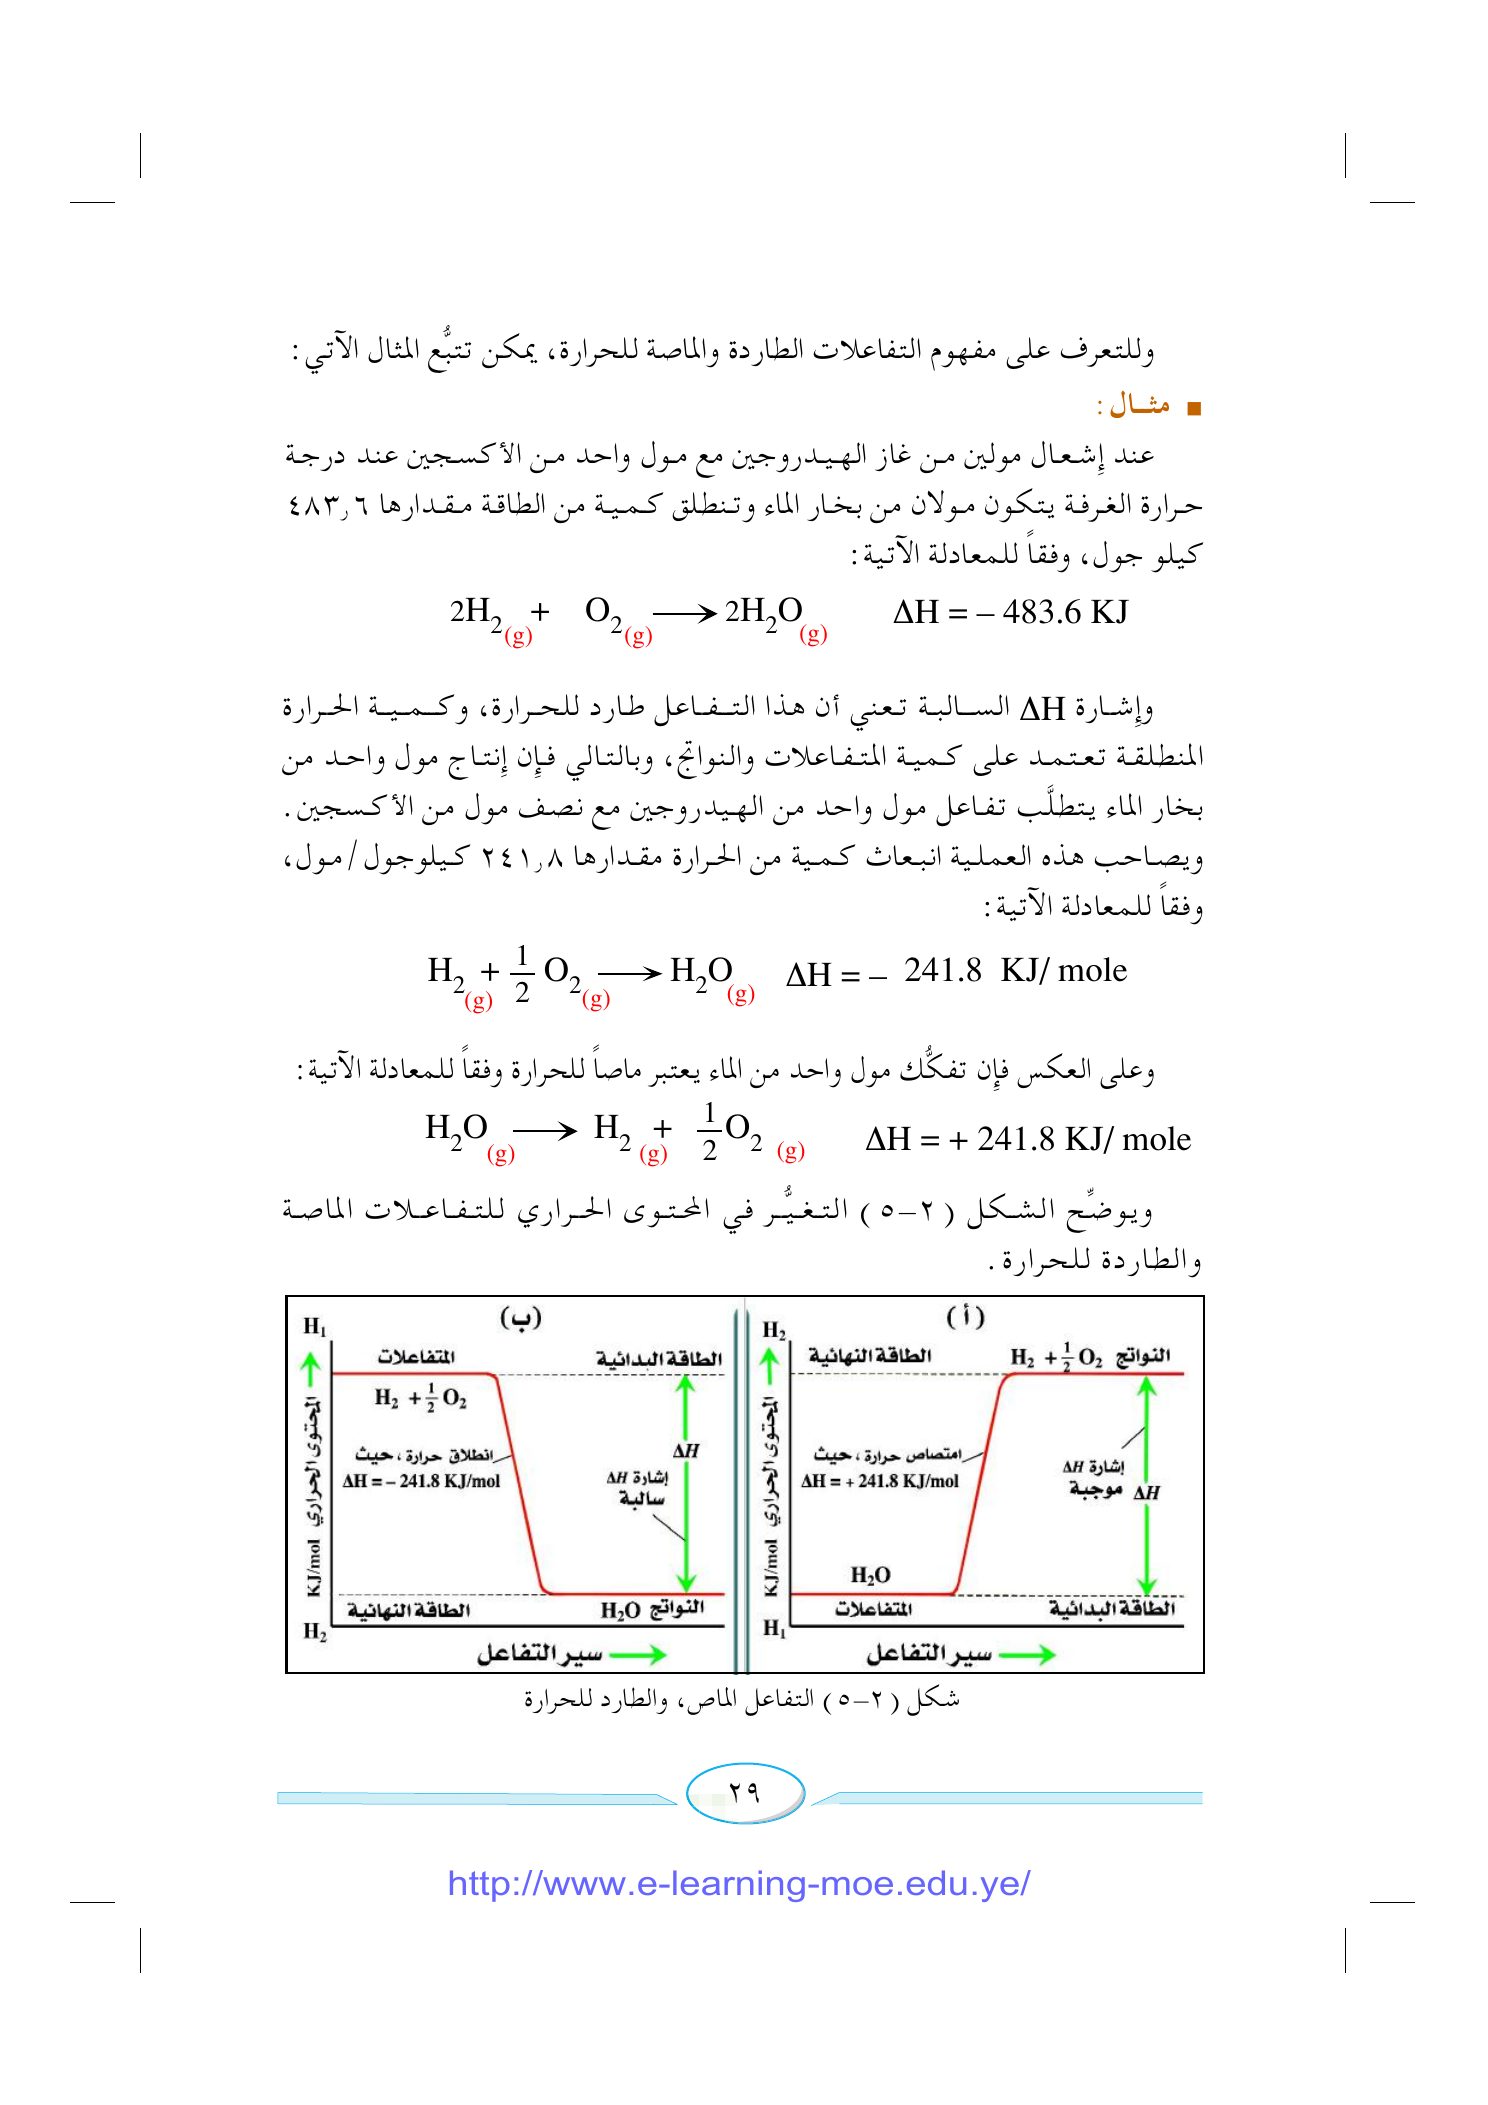 وللتعرف على مفهوم التفاعلات الطاردة والماصة للحرارة، يمكن تتبُّع المثال الآتي:
■ مثـال:
عند إِشعال مولين من غاز الهيدروجين مع مول واحد من الأكسجين عند درجة
حرارة الغرفة يتكون مولان من بخار الماء وتنطلق كمية من الطاقة مقدارها ٤٨٣٫٦
كيلو جول، وفقاً للمعادلة الآتية:
2H₂(g) + O₂(g) ⟶ 2H₂O(g) ΔH = – 483.6 KJ
وإِشارة ΔH السالبة تعني أن هذا التفاعل طارد للحرارة، وكمية الحرارة
المنطلقة تعتمد على كمية المتفاعلات والنواتج، وبالتالي فإِن إِنتاج مول واحد من
بخار الماء يتطلَّب تفاعل مول واحد من الهيدروجين مع نصف مول من الأكسجين.
ويصاحب هذه العملية انبعاث كمية من الحرارة مقدارها ٢٤١٫٨ كيلوجول/مول،
وفقاً للمعادلة الآتية:
H₂(g) + 1/2 O₂(g) ⟶ H₂O(g) ΔH = – 241.8 KJ/ mole
وعلى العكس فإِن تفكُّك مول واحد من الماء يعتبر ماصاً للحرارة وفقاً للمعادلة الآتية:
H₂O(g) ⟶ H₂(g) + 1/2 O₂(g) ΔH = + 241.8 KJ/ mole
ويوضِّح الشكل (٢–٥) التغيُّر في المحتوى الحراري للتفاعلات الماصة
والطاردة للحرارة.
(أ)
H₂
النواتج H₂ + 1/2 O₂
الطاقة النهائية
امتصاص حرارة، حيث
ΔH = + 241.8 KJ/mol
إشارة ΔH
موجبة
ΔH
المحتوى الحراري KJ/mol
H₂O
المتفاعلات
الطاقة البدائية
H₁
سير التفاعل
(ب)
H₁
المتفاعلات
الطاقة البدائية
H₂ + 1/2 O₂
انطلاق حرارة، حيث
ΔH = – 241.8 KJ/mol
ΔH
إشارة ΔH
سالبة
المحتوى الحراري KJ/mol
النواتج H₂O
الطاقة النهائية
H₂
سير التفاعل
شكل (٢–٥) التفاعل الماص، والطارد للحرارة
٢٩
http://www.e-learning-moe.edu.ye/